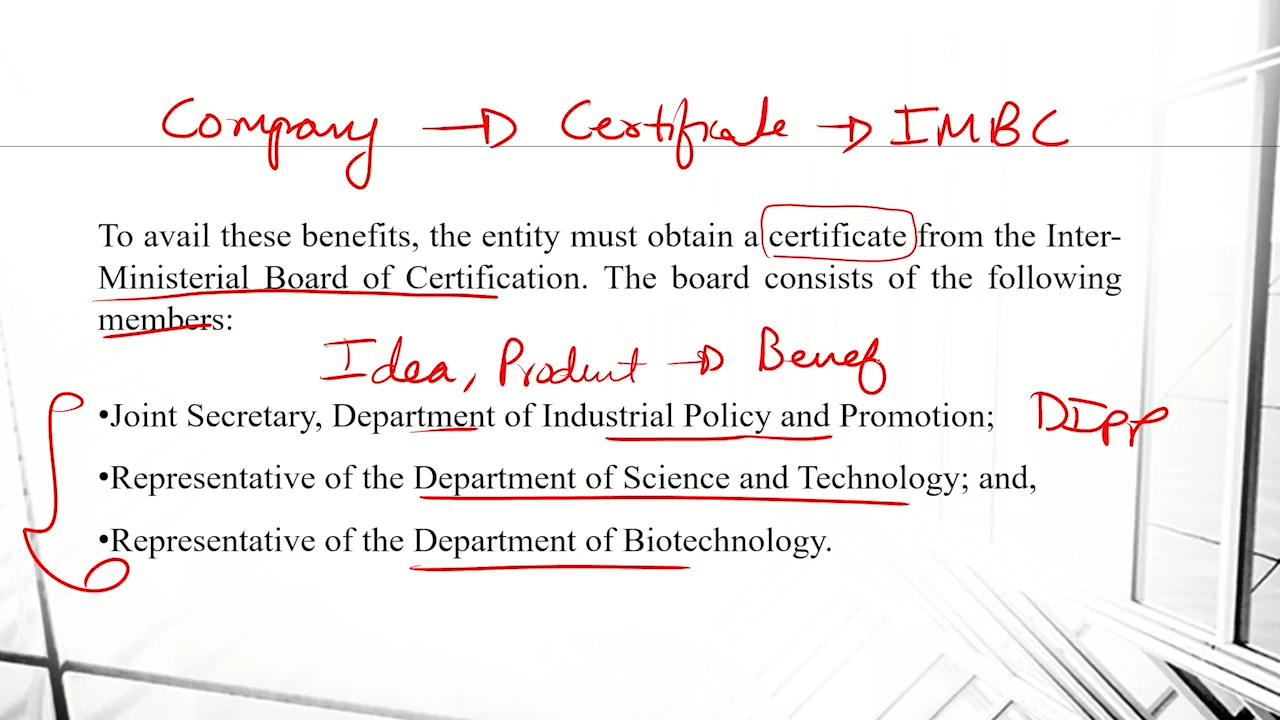 Company → Certificate → IMBC
To avail these benefits, the entity must obtain a certificate from the Inter-
Ministerial Board of Certification. The board consists of the following
members:
Idea, Product → Benef
•Joint Secretary, Department of Industrial Policy and Promotion; DIPP
•Representative of the Department of Science and Technology; and,
•Representative of the Department of Biotechnology.